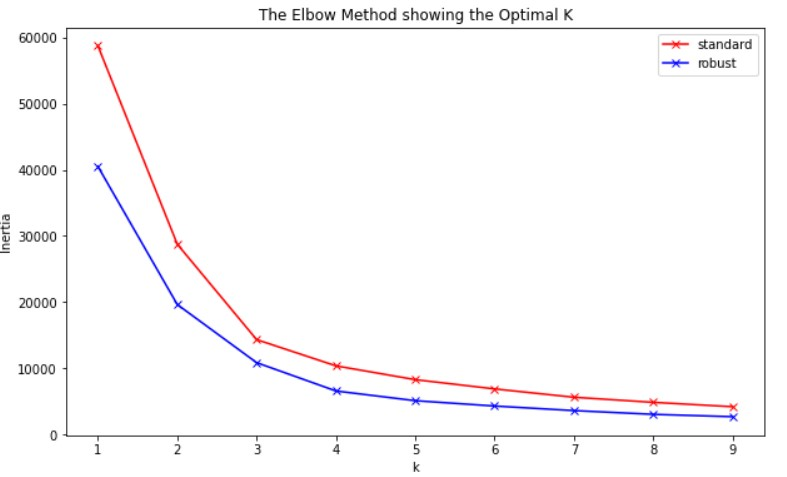 The Elbow Method showing the Optimal K
standard
robust
60000
50000
40000
30000
20000
10000
0
Inertia
1 2 3 4 5 6 7 8 9
k